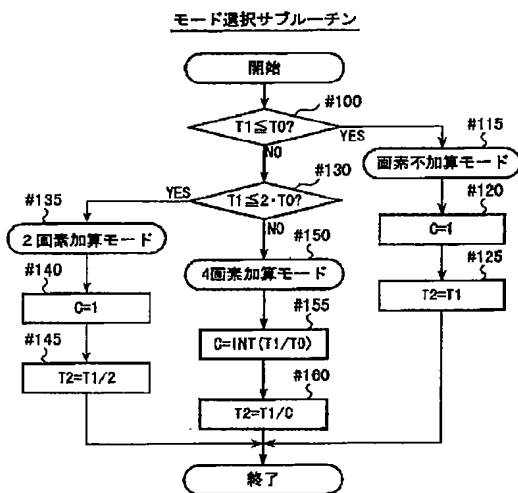 モード選択サブルーチン
開始
#100
T1≦T0?
YES
NO
#115
画素不加算モード
#120
C=1
#125
T2=T1
#130
T1≦2・T0?
YES
NO
#135
2画素加算モード
#140
C=1
#145
T2=T1/2
#150
4画素加算モード
#155
C=INT(T1/T0)
#160
T2=T1/C
終了